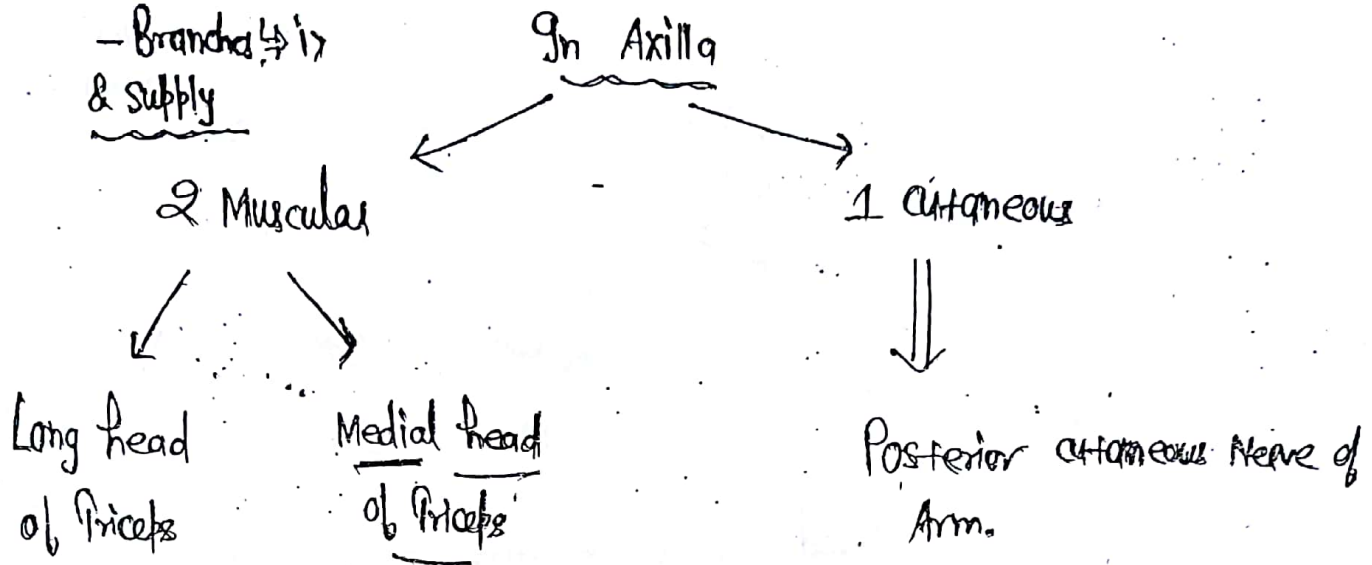 - Branches ↳ i>
& supply
In Axilla
2 Muscular
1 cutaneous
Long head
of Triceps
Medial head
of Triceps
Posterior cutaneous Nerve of
Arm.